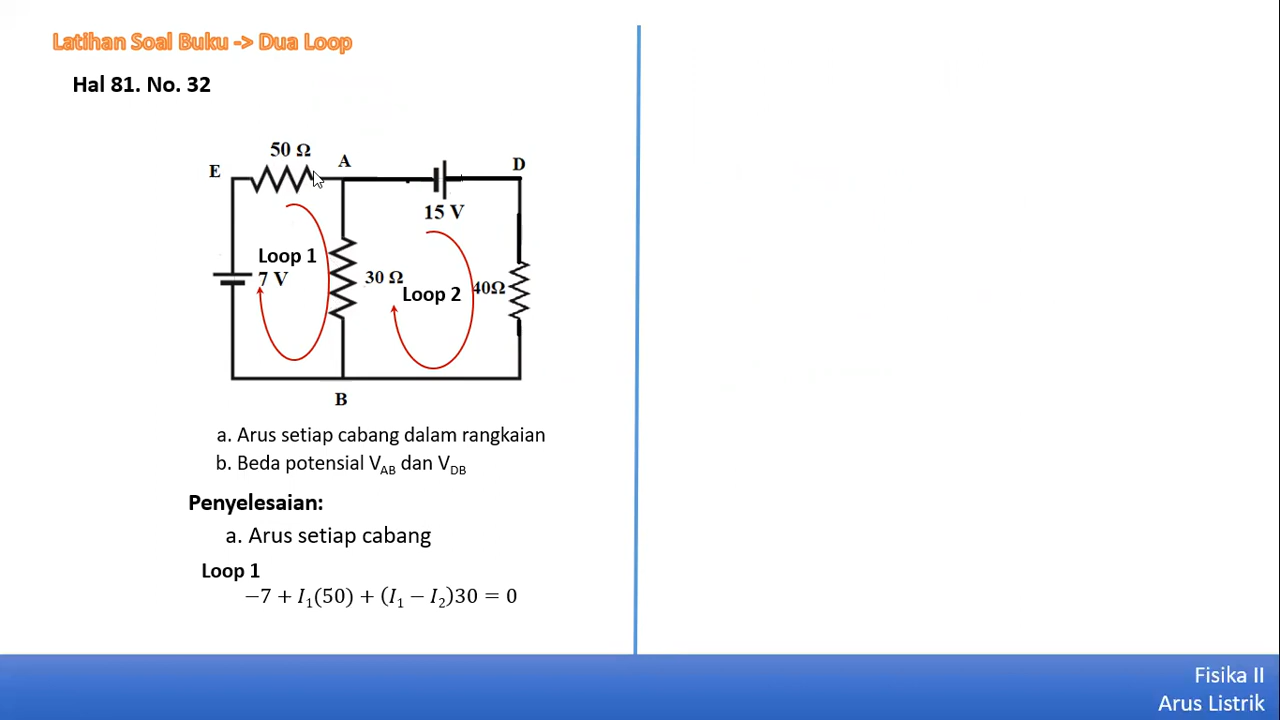 Latihan Soal Buku -> Dua Loop
Hal 81. No. 32
50 Ω
E
A
D
15 V
Loop 1
7 V
30 Ω
Loop 2
40Ω
B
a. Arus setiap cabang dalam rangkaian
b. Beda potensial V_AB dan V_DB
Penyelesaian:
a. Arus setiap cabang
Loop 1
−7 + I₁(50) + (I₁ − I₂)30 = 0
Fisika II
Arus Listrik